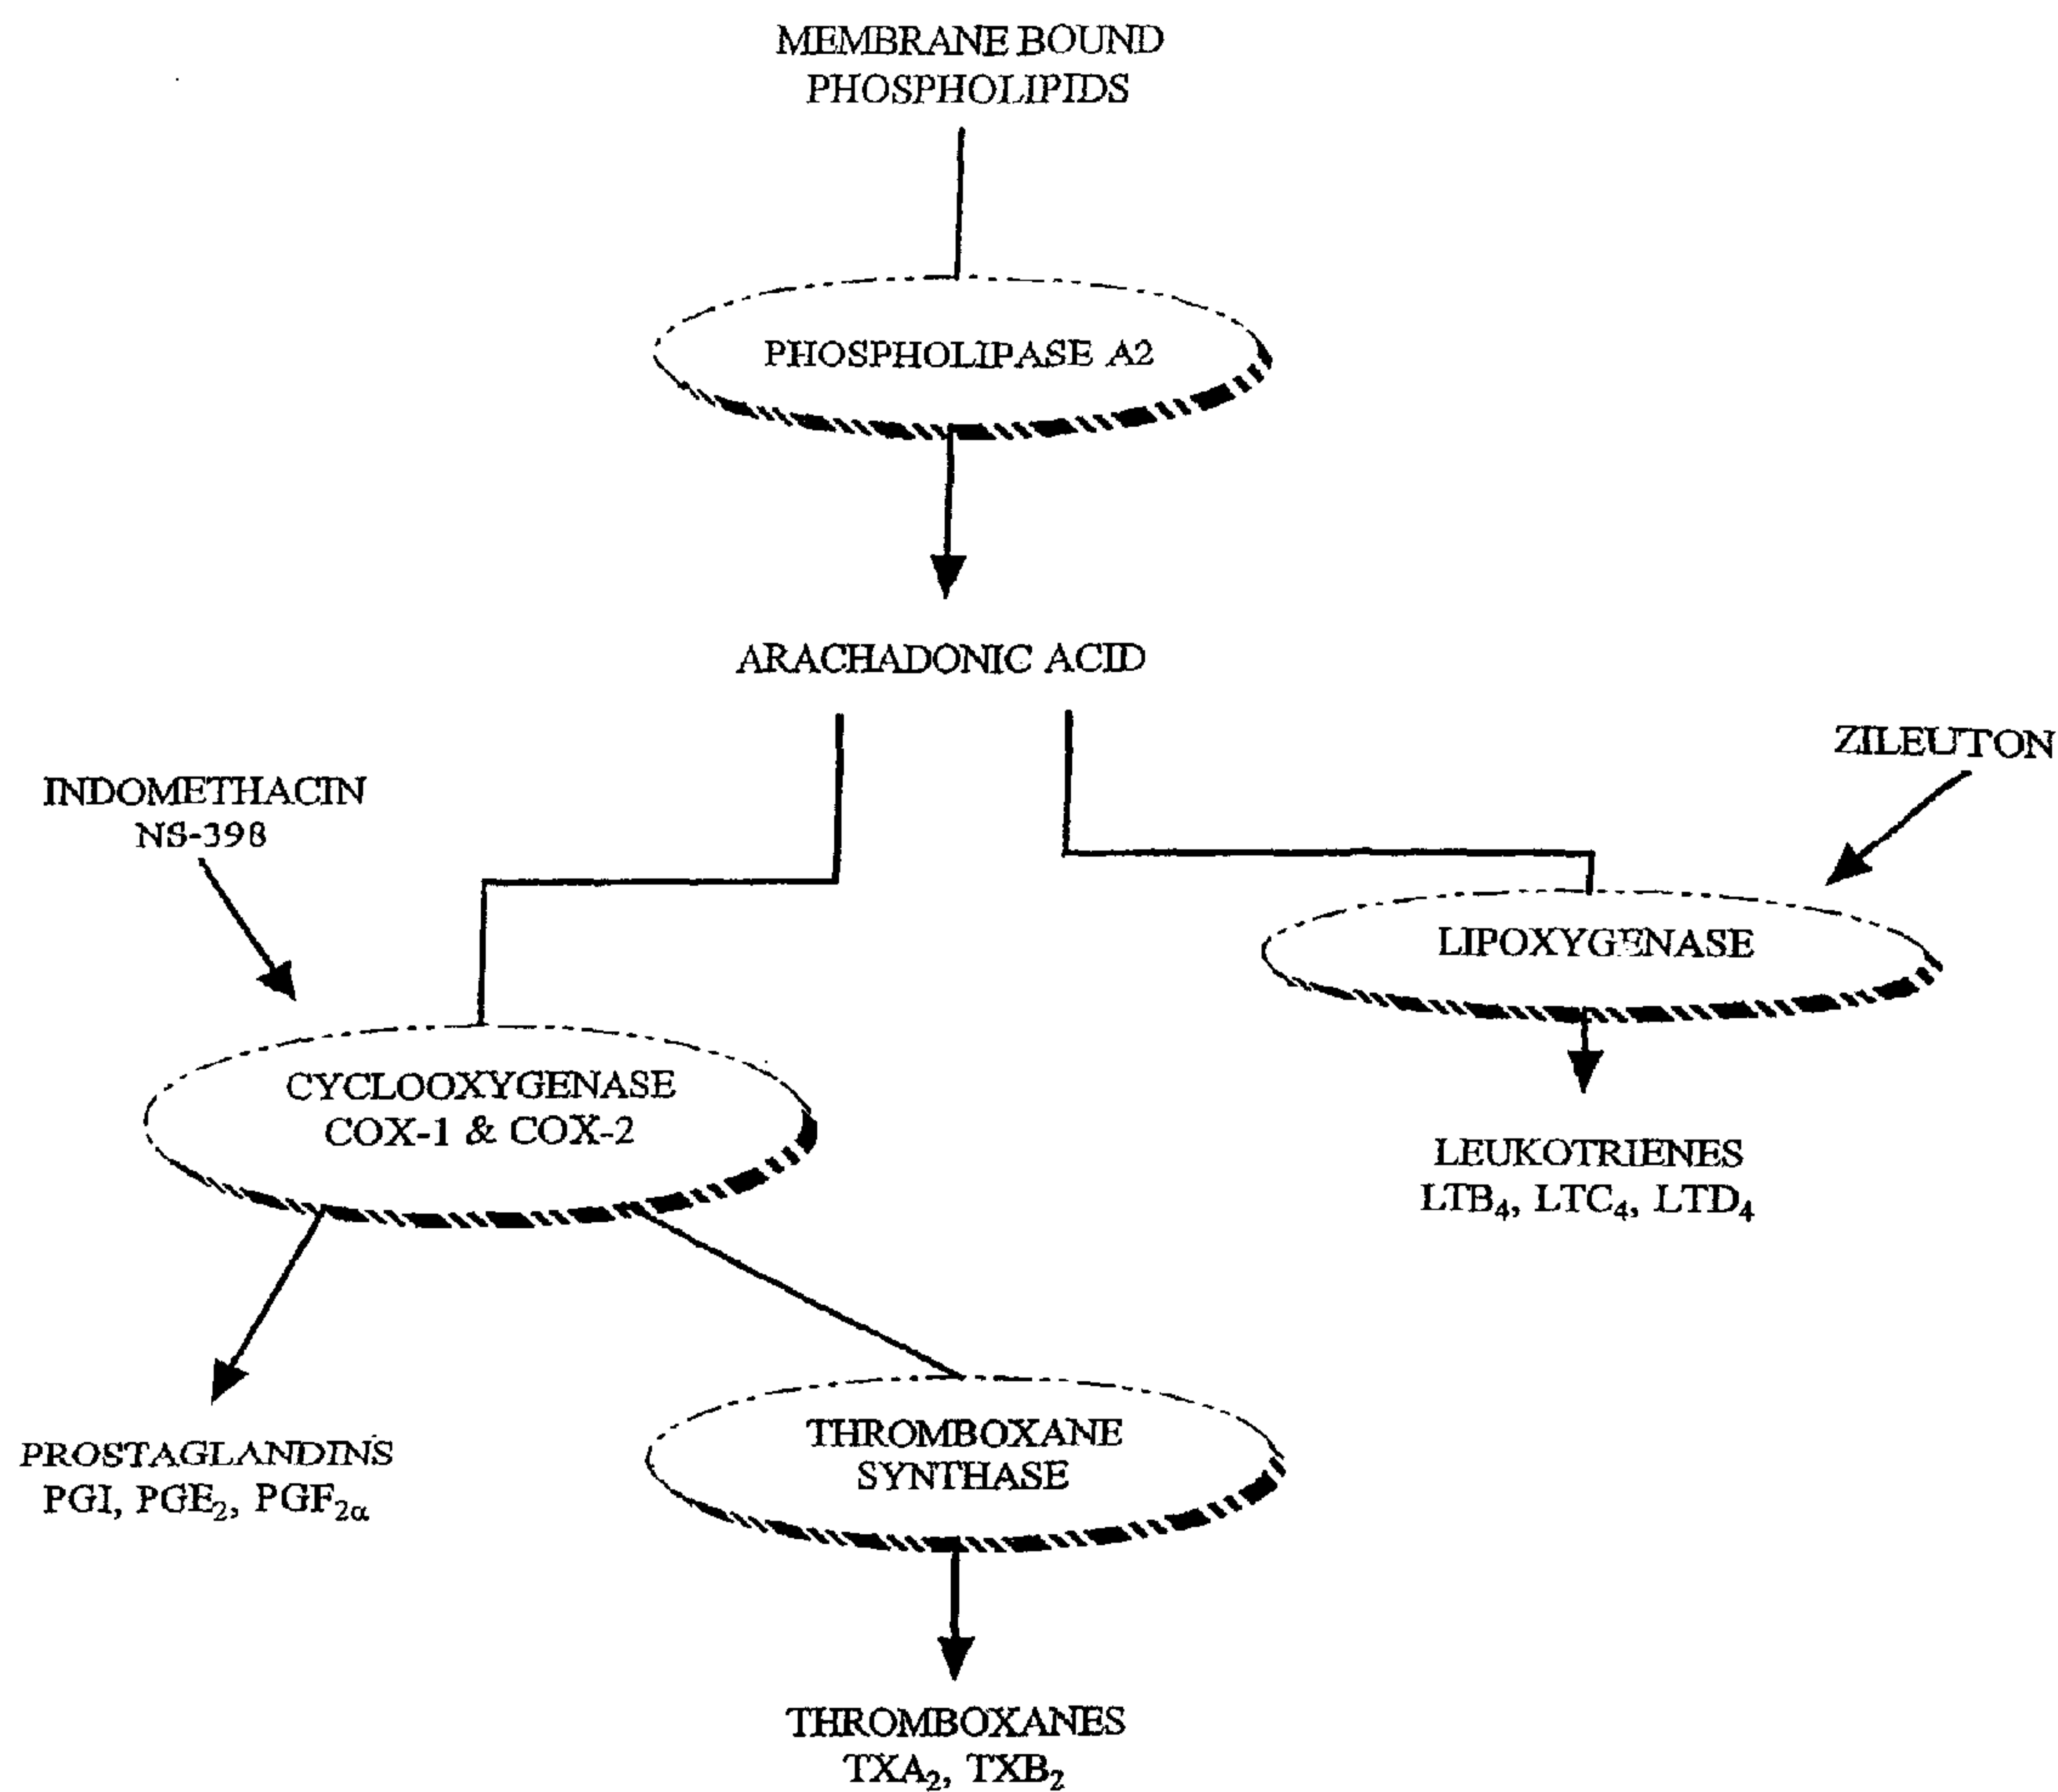 MEMBRANE BOUND
PHOSPHOLIPIDS
PHOSPHOLIPASE A2
ARACHADONIC ACID
ZILEUTON
INDOMETHACIN
NS-398
LIPOXYGENASE
CYCLOOXYGENASE
COX-1 & COX-2
LEUKOTRIENES
LTB₄, LTC₄, LTD₄
THROMBOXANE
SYNTHASE
PROSTAGLANDINS
PGI, PGE₂, PGF₂α
THROMBOXANES
TXA₂, TXB₂